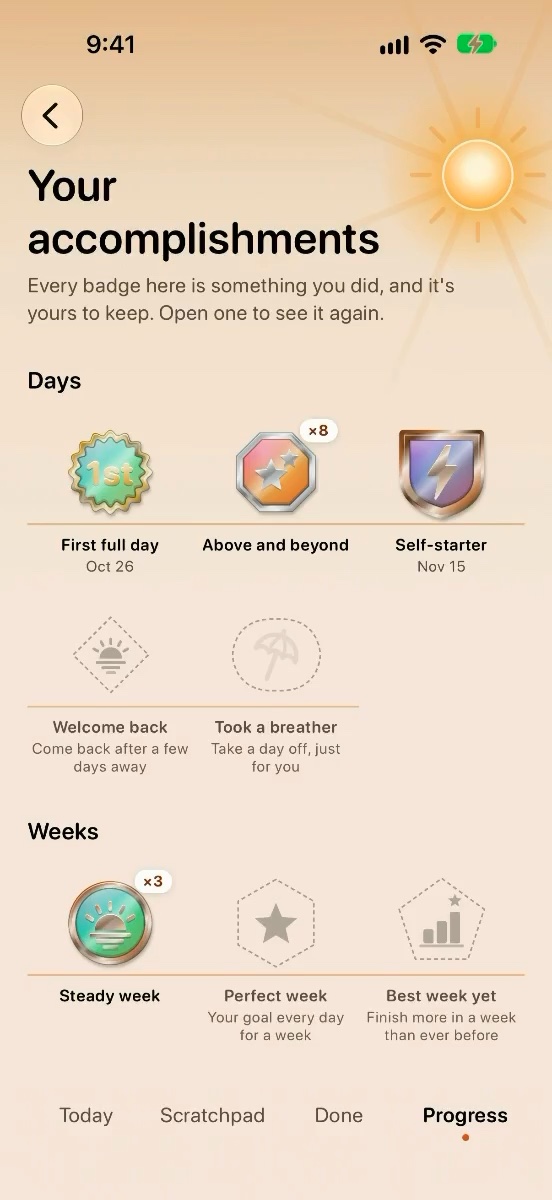 9:41
Your
accomplishments
Every badge here is something you did, and it's
yours to keep. Open one to see it again.
Days
1st
×8
First full day
Oct 26
Above and beyond
Self-starter
Nov 15
Welcome back
Come back after a few
days away
Took a breather
Take a day off, just
for you
Weeks
×3
Steady week
Perfect week
Your goal every day
for a week
Best week yet
Finish more in a week
than ever before
Today
Scratchpad
Done
Progress